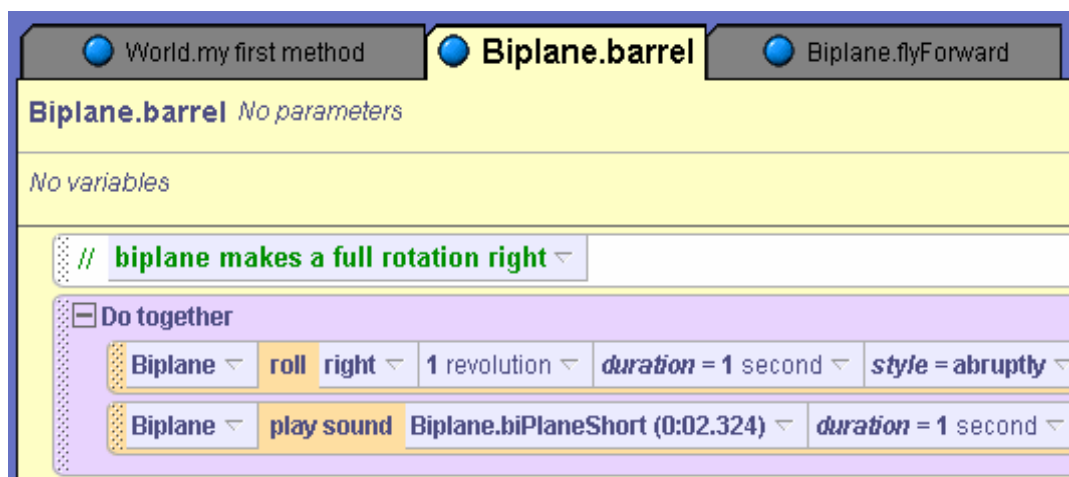 World.my first method Biplane.barrel Biplane.flyForward
Biplane.barrel No parameters
No variables
// biplane makes a full rotation right
Do together
Biplane roll right 1 revolution duration = 1 second style = abruptly
Biplane play sound Biplane.biPlaneShort (0:02.324) duration = 1 second